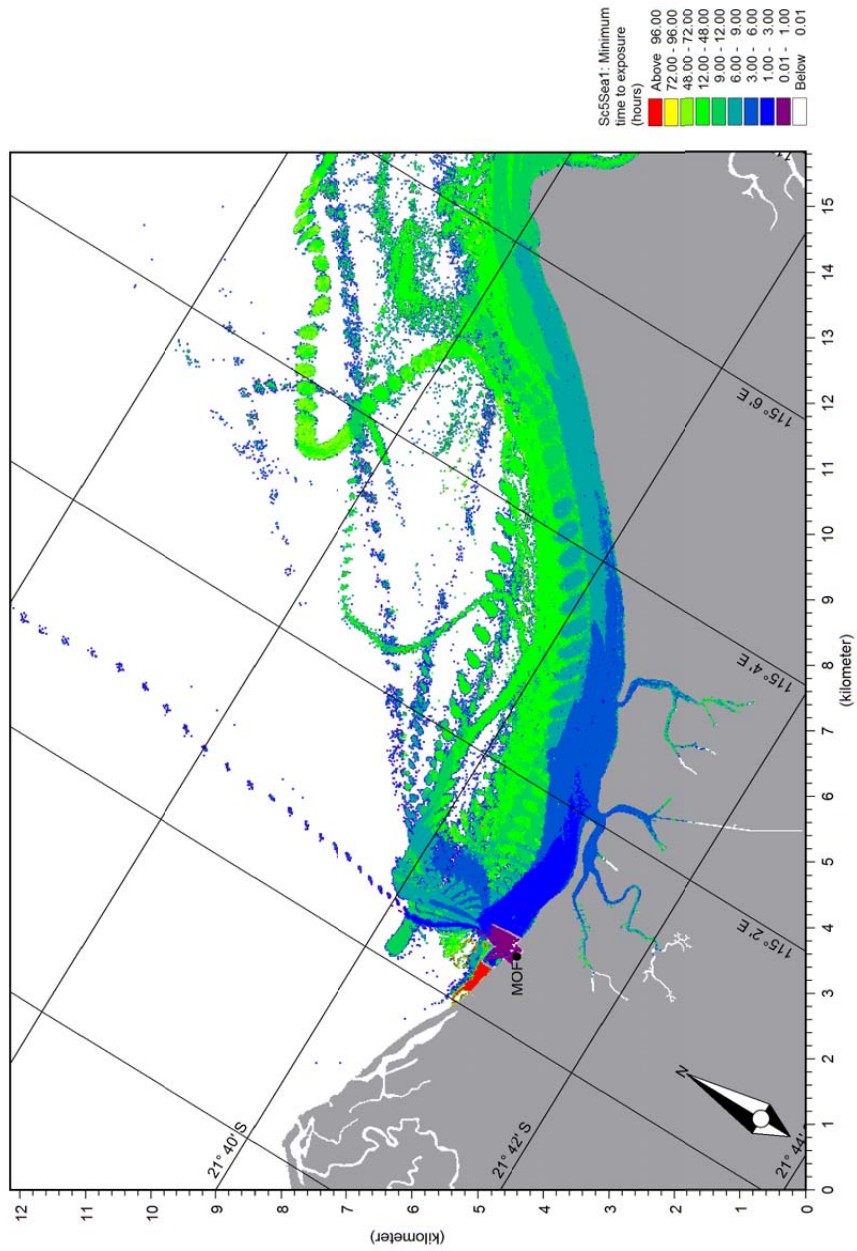 Sc5Sea1: Minimum
time to exposure
(hours)
Above 96.00
72.00 - 96.00
48.00 - 72.00
12.00 - 48.00
9.00 - 12.00
6.00 - 9.00
3.00 - 6.00
1.00 - 3.00
0.01 - 1.00
Below 0.01
12
11
10
9
8
7
6
5
4
3
2
1
0
(kilometer)
21° 40' S
21° 42' S
21° 44'
MOF
N
115° 2' E
115° 4' E
115° 6' E
0
1
2
3
4
5
6
7
8
9
10
11
12
13
14
15
(kilometer)